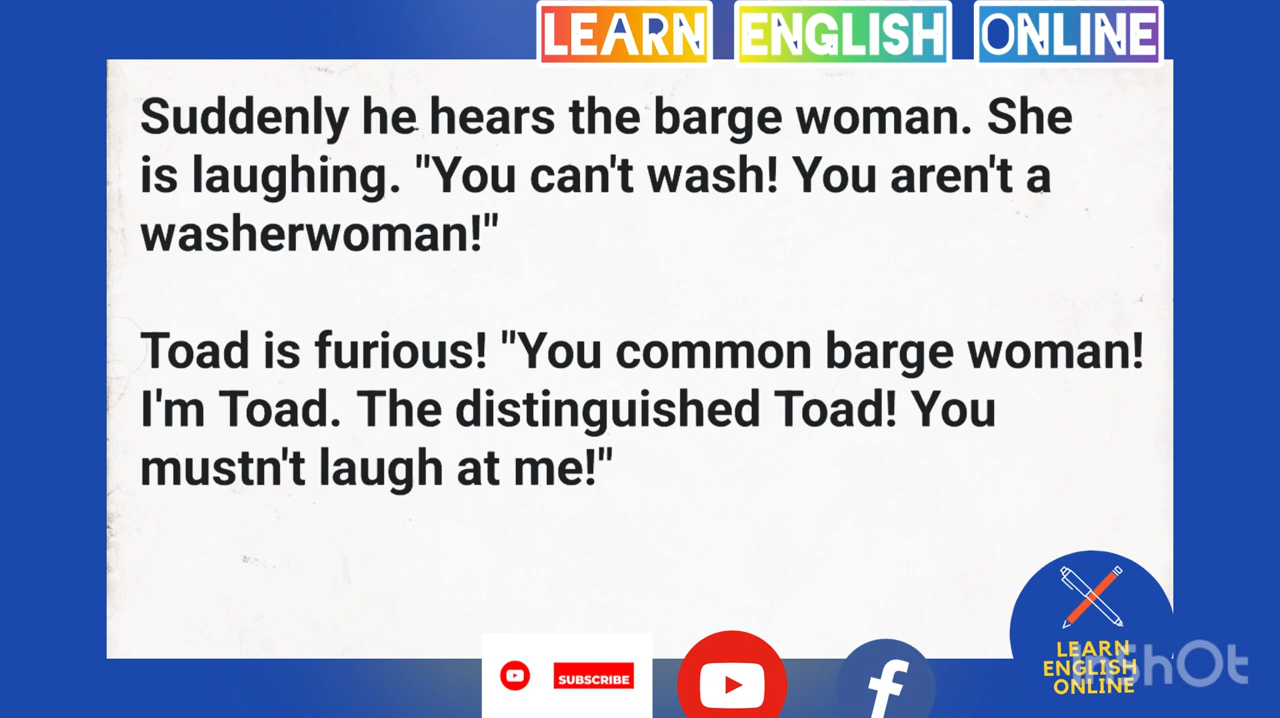 LEARN ENGLISH ONLINE
Suddenly he hears the barge woman. She
is laughing. "You can't wash! You aren't a
washerwoman!"
Toad is furious! "You common barge woman!
I'm Toad. The distinguished Toad! You
mustn't laugh at me!"
SUBSCRIBE
LEARN
ENGLISH
ONLINE
InShOt